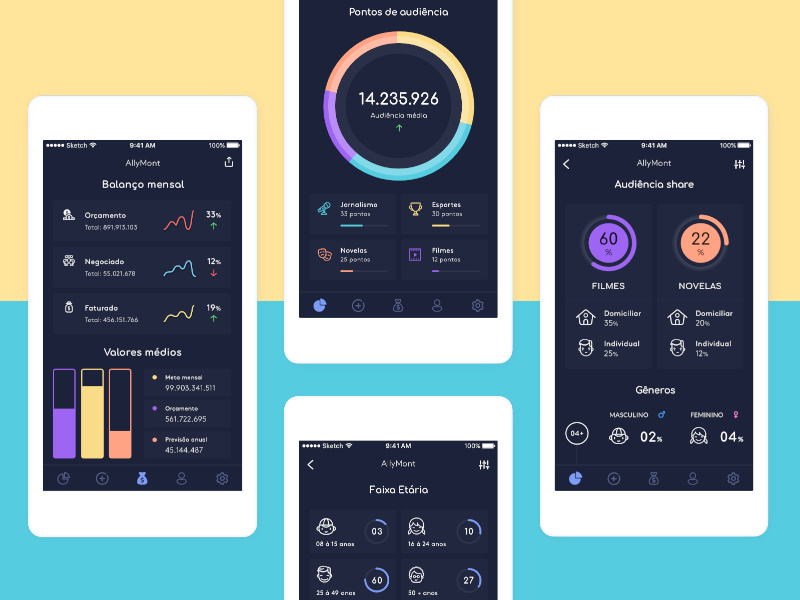 Sketch
9:41 AM
100%
AllyMont
Balanço mensal
Orçamento
Total: 891.913.103
33%
Negociado
Total: 55.021.678
12%
Faturado
Total: 456.151.766
19%
Valores médios
Meta mensal
99.903.341.511
Orçamento
561.722.695
Previsão anual
45.144.487
Pontos de audiência
14.235.926
Audiência média
Jornalismo
33 pontos
Esportes
30 pontos
Novelas
25 pontos
Filmes
12 pontos
Sketch
9:41 AM
100%
AllyMont
Faixa Etária
03
08 à 15 anos
10
16 à 24 anos
60
25 à 49 anos
27
50 + anos
Sketch
9:41 AM
100%
AllyMont
Audiência share
60
%
FILMES
22
%
NOVELAS
Domiciliar
35%
Individual
25%
Domiciliar
20%
Individual
12%
Gêneros
MASCULINO
FEMININO
04+
02%
04%